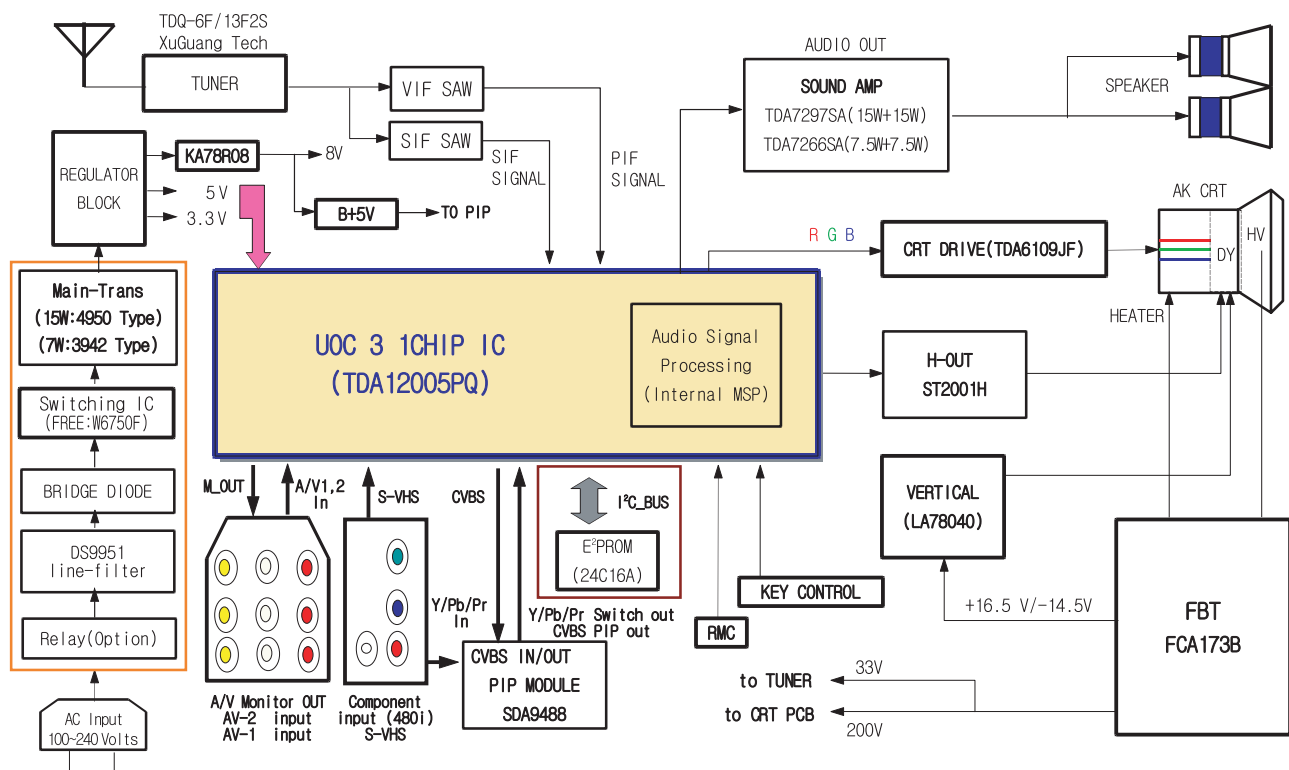 TDQ-6F/13F2S
XuGuang Tech
TUNER
VIF SAW
SIF SAW
AUDIO OUT
SOUND AMP
TDA7297SA(15W+15W)
TDA7266SA(7.5W+7.5W)
SPEAKER
REGULATOR
BLOCK
KA78R08
8V
5V
3.3V
B+5V
TO PIP
SIF
SIGNAL
PIF
SIGNAL
R G B
CRT DRIVE(TDA6109JF)
AK CRT
HV
DY
HEATER
Main-Trans
(15W:4950 Type)
(7W:3942 Type)
UOC 3 1CHIP IC
(TDA12005PQ)
Audio Signal
Processing
(Internal MSP)
H-OUT
ST2001H
Switching IC
(FREE:W6750F)
BRIDGE DIODE
DS9951
line-filter
Relay(Option)
AC Input
100~240 Volts
M_OUT
A/V1,2
In
S-VHS
CVBS
I²C_BUS
E²PROM
(24C16A)
VERTICAL
(LA78040)
KEY CONTROL
RMC
Y/Pb/Pr
In
Y/Pb/Pr Switch out
CVBS PIP out
CVBS IN/OUT
PIP MODULE
SDA9488
A/V Monitor OUT
AV-2 input
AV-1 input
Component
input (480i)
S-VHS
+16.5 V/-14.5V
FBT
FCA173B
33V
to TUNER
to CRT PCB
200V